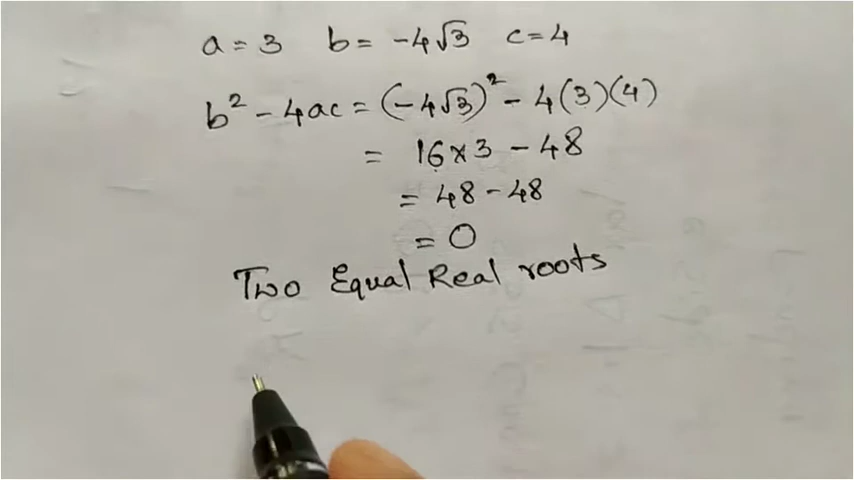 a = 3 b = -4√3 c = 4
b² - 4ac = (-4√3)² - 4(3)(4)
= 16×3 - 48
= 48 - 48
= 0
Two Equal Real roots